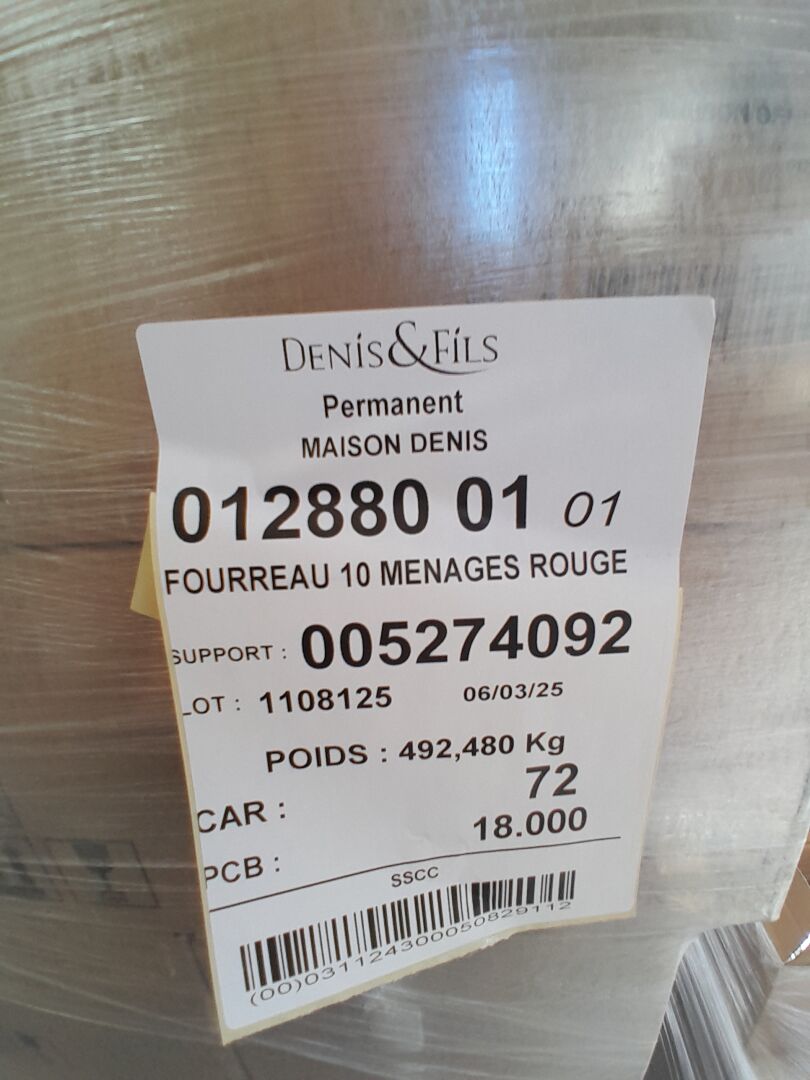 DENIS&FILS
Permanent
MAISON DENIS
012880 01 01
FOURREAU 10 MENAGES ROUGE
SUPPORT : 005274092
LOT : 1108125 06/03/25
POIDS : 492,480 Kg
CAR : 72
PCB : 18.000
SSCC
(00)031124300050829112